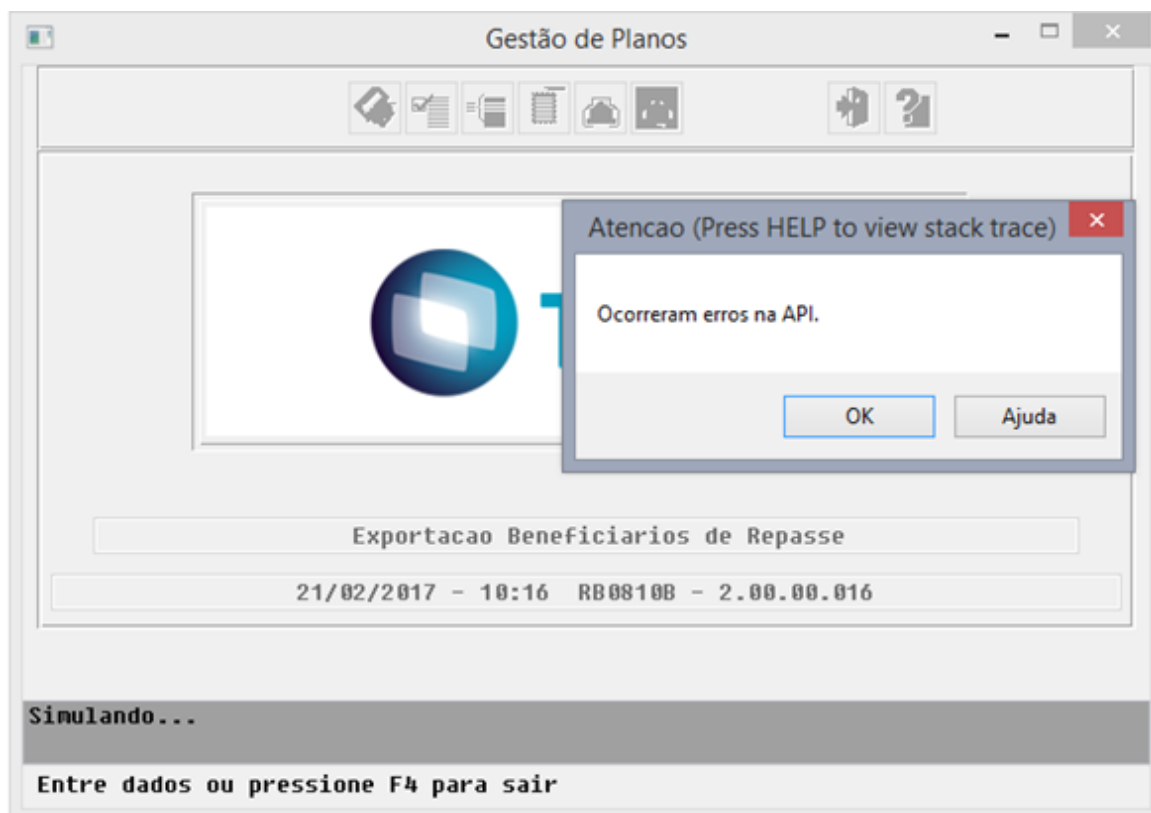 Gestão de Planos
Atencao (Press HELP to view stack trace)
Ocorreram erros na API.
OK
Ajuda
Exportacao Beneficiarios de Repasse
21/02/2017 - 10:16 RB0810B - 2.00.00.016
Simulando...
Entre dados ou pressione F4 para sair